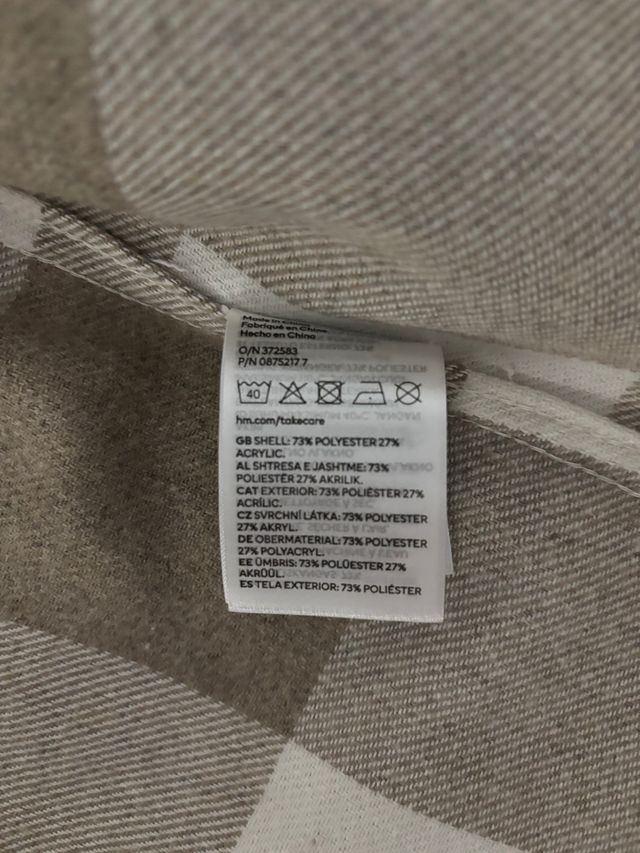 Made in China
Fabriqué en Chine
Hecho en China
O/N 372583
P/N 0875217 7
40
hm.com/takecare
GB SHELL: 73% POLYESTER 27%
ACRYLIC.
AL SHTRESA E JASHTME: 73%
POLIESTËR 27% AKRILIK.
CAT EXTERIOR: 73% POLIÈSTER 27%
ACRÍLIC.
CZ SVRCHNÍ LÁTKA: 73% POLYESTER
27% AKRYL.
DE OBERMATERIAL: 73% POLYESTER
27% POLYACRYL.
EE ÜMBRIS: 73% POLÜESTER 27%
AKRÜÜL.
ES TELA EXTERIOR: 73% POLIÉSTER